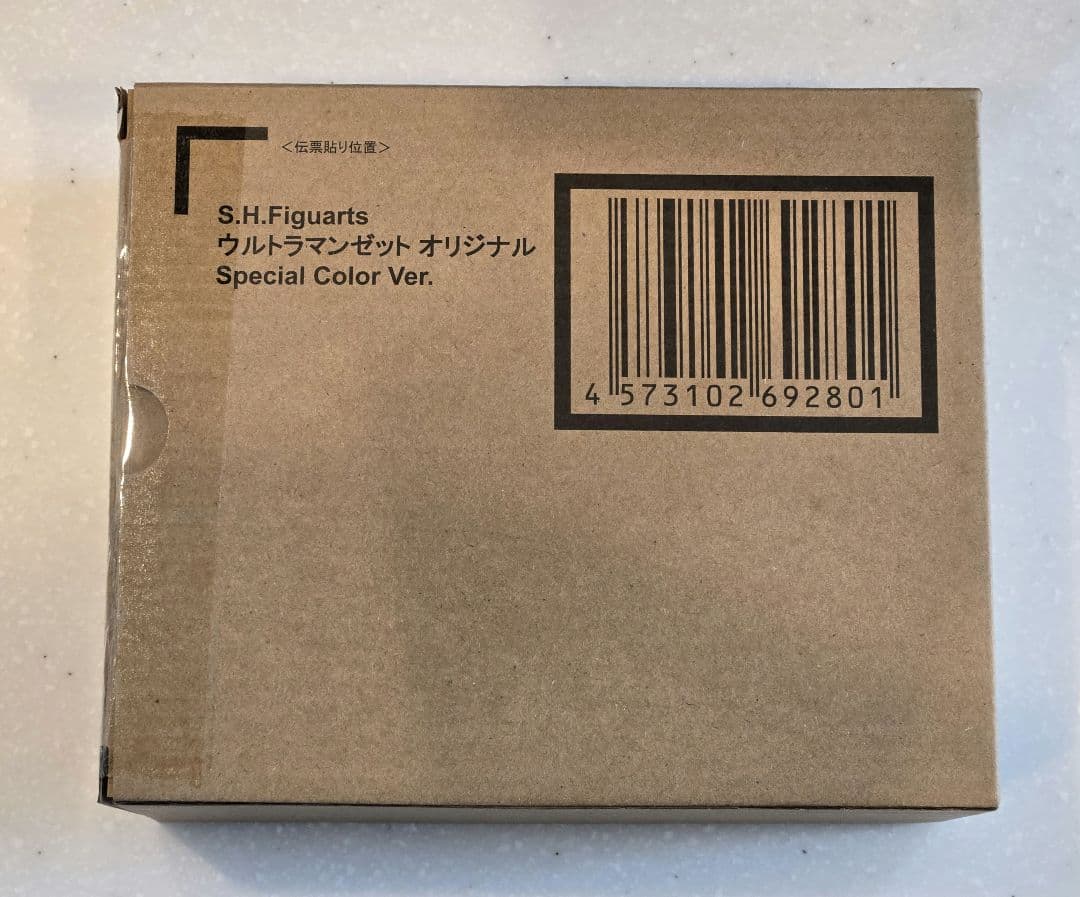 <伝票貼り位置>
S.H.Figuarts
ウルトラマンゼット オリジナル
Special Color Ver.
4 573102 692801